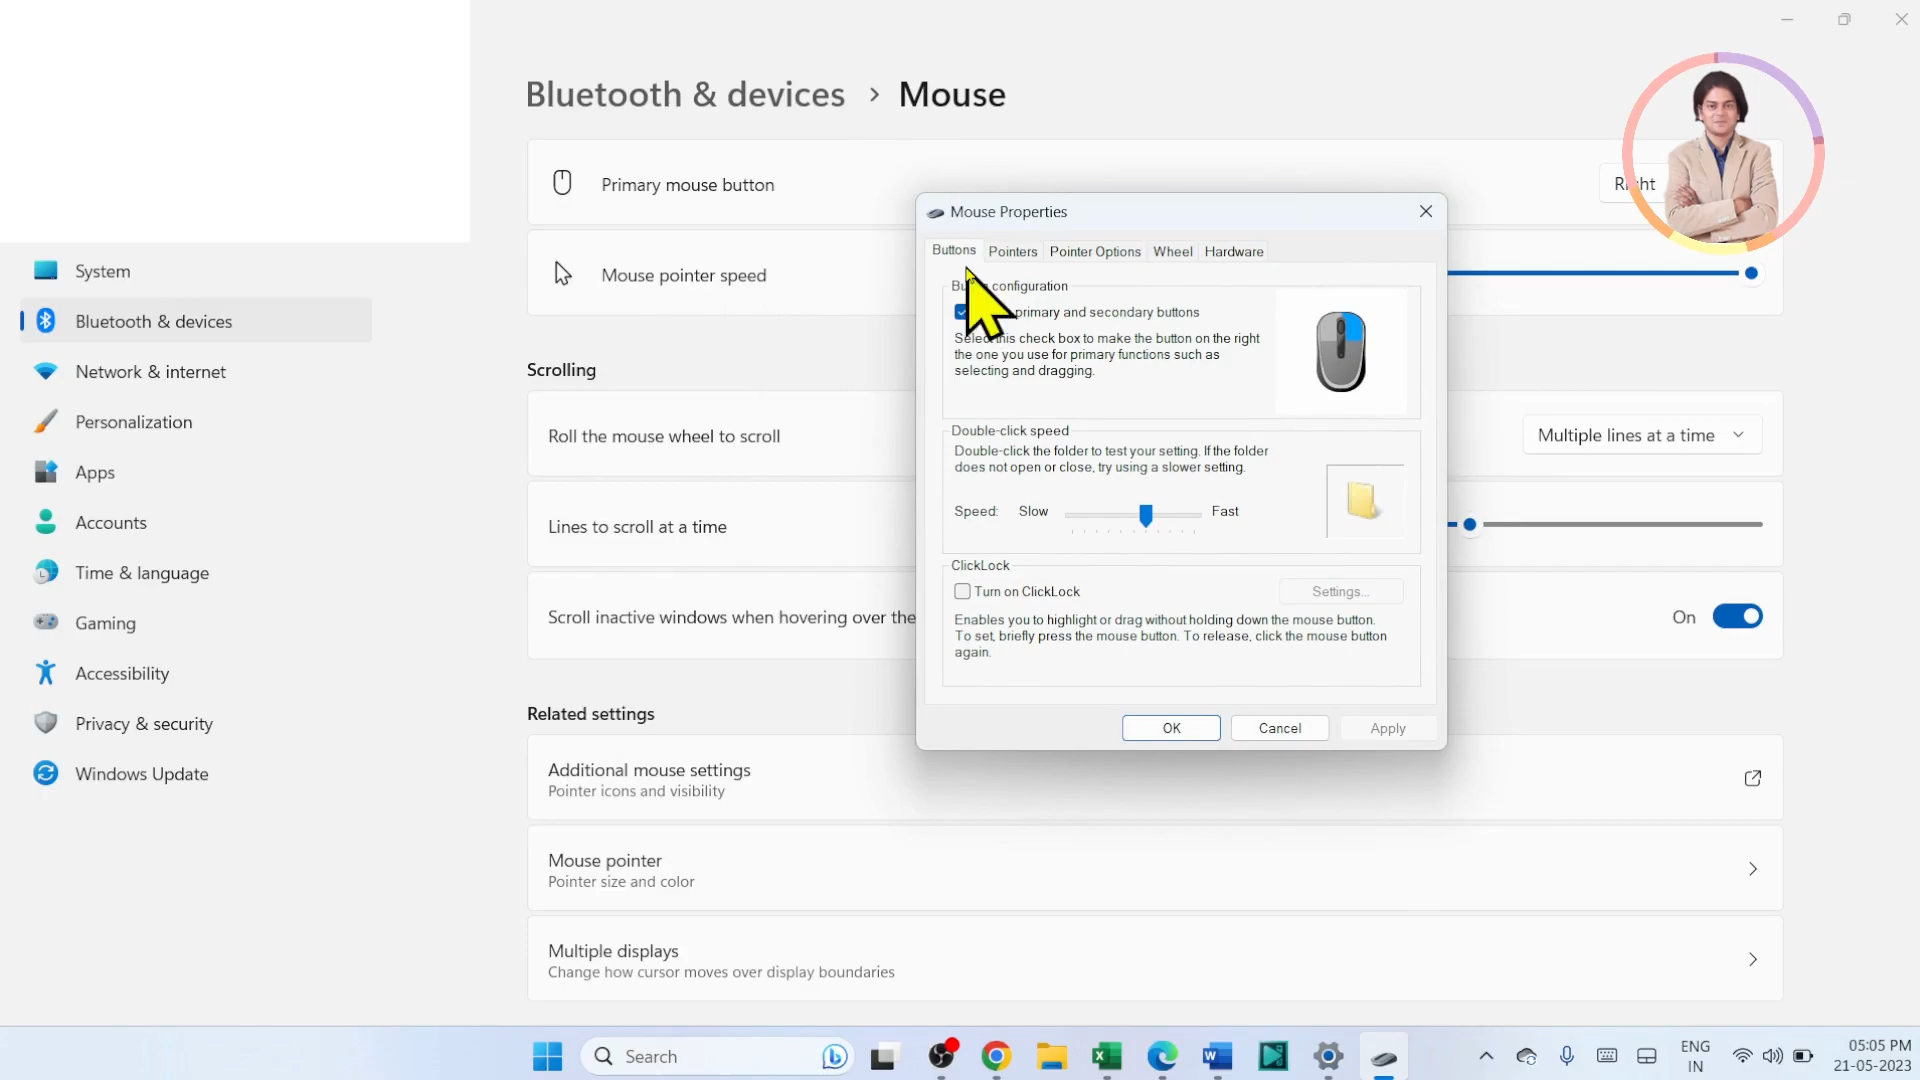 Bluetooth & devices > Mouse
Primary mouse button
Mouse pointer speed
Scrolling
Roll the mouse wheel to scroll
Multiple lines at a time
Lines to scroll at a time
Scroll inactive windows when hovering over the
On
Related settings
Additional mouse settings
Pointer icons and visibility
Mouse pointer
Pointer size and color
Multiple displays
Change how cursor moves over display boundaries
System
Bluetooth & devices
Network & internet
Personalization
Apps
Accounts
Time & language
Gaming
Accessibility
Privacy & security
Windows Update
Mouse Properties
Buttons
Pointers
Pointer Options
Wheel
Hardware
configuration
primary and secondary buttons
Select this check box to make the button on the right
the one you use for primary functions such as
selecting and dragging.
Double-click speed
Double-click the folder to test your setting. If the folder
does not open or close, try using a slower setting.
Speed: Slow Fast
ClickLock
Turn on ClickLock
Settings...
Enables you to highlight or drag without holding down the mouse button.
To set, briefly press the mouse button. To release, click the mouse button
again.
OK
Cancel
Apply
Search
ENG
IN
05:05 PM
21-05-2023